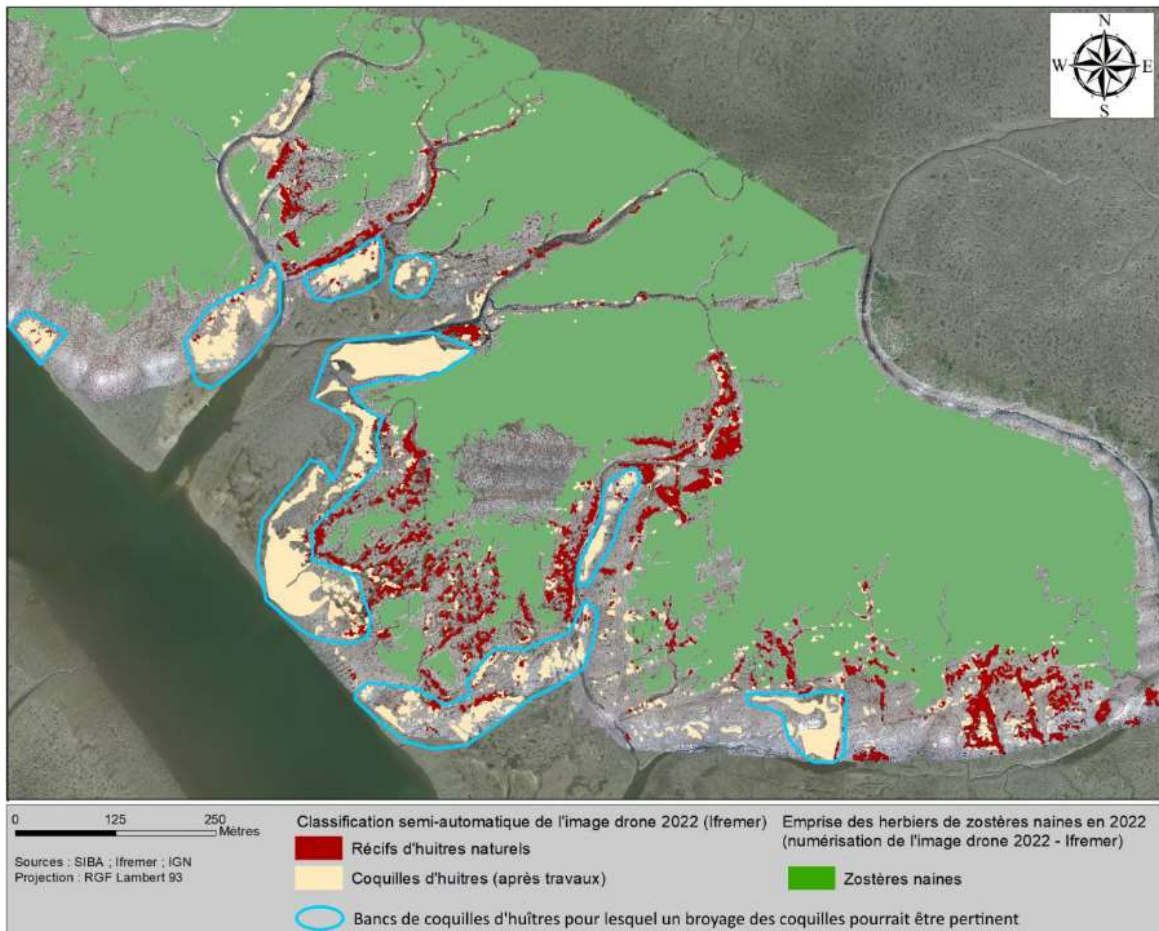 N
W E
S
0 125 250
Mètres
Sources : SIBA ; Ifremer ; IGN
Projection : RGF Lambert 93
Classification semi-automatique de l'image drone 2022 (Ifremer)
Récifs d'huitres naturels
Coquilles d'huitres (après travaux)
Emprise des herbiers de zostères naines en 2022
(numérisation de l'image drone 2022 - Ifremer)
Zostères naines
Bancs de coquilles d'huîtres pour lesquel un broyage des coquilles pourrait être pertinent